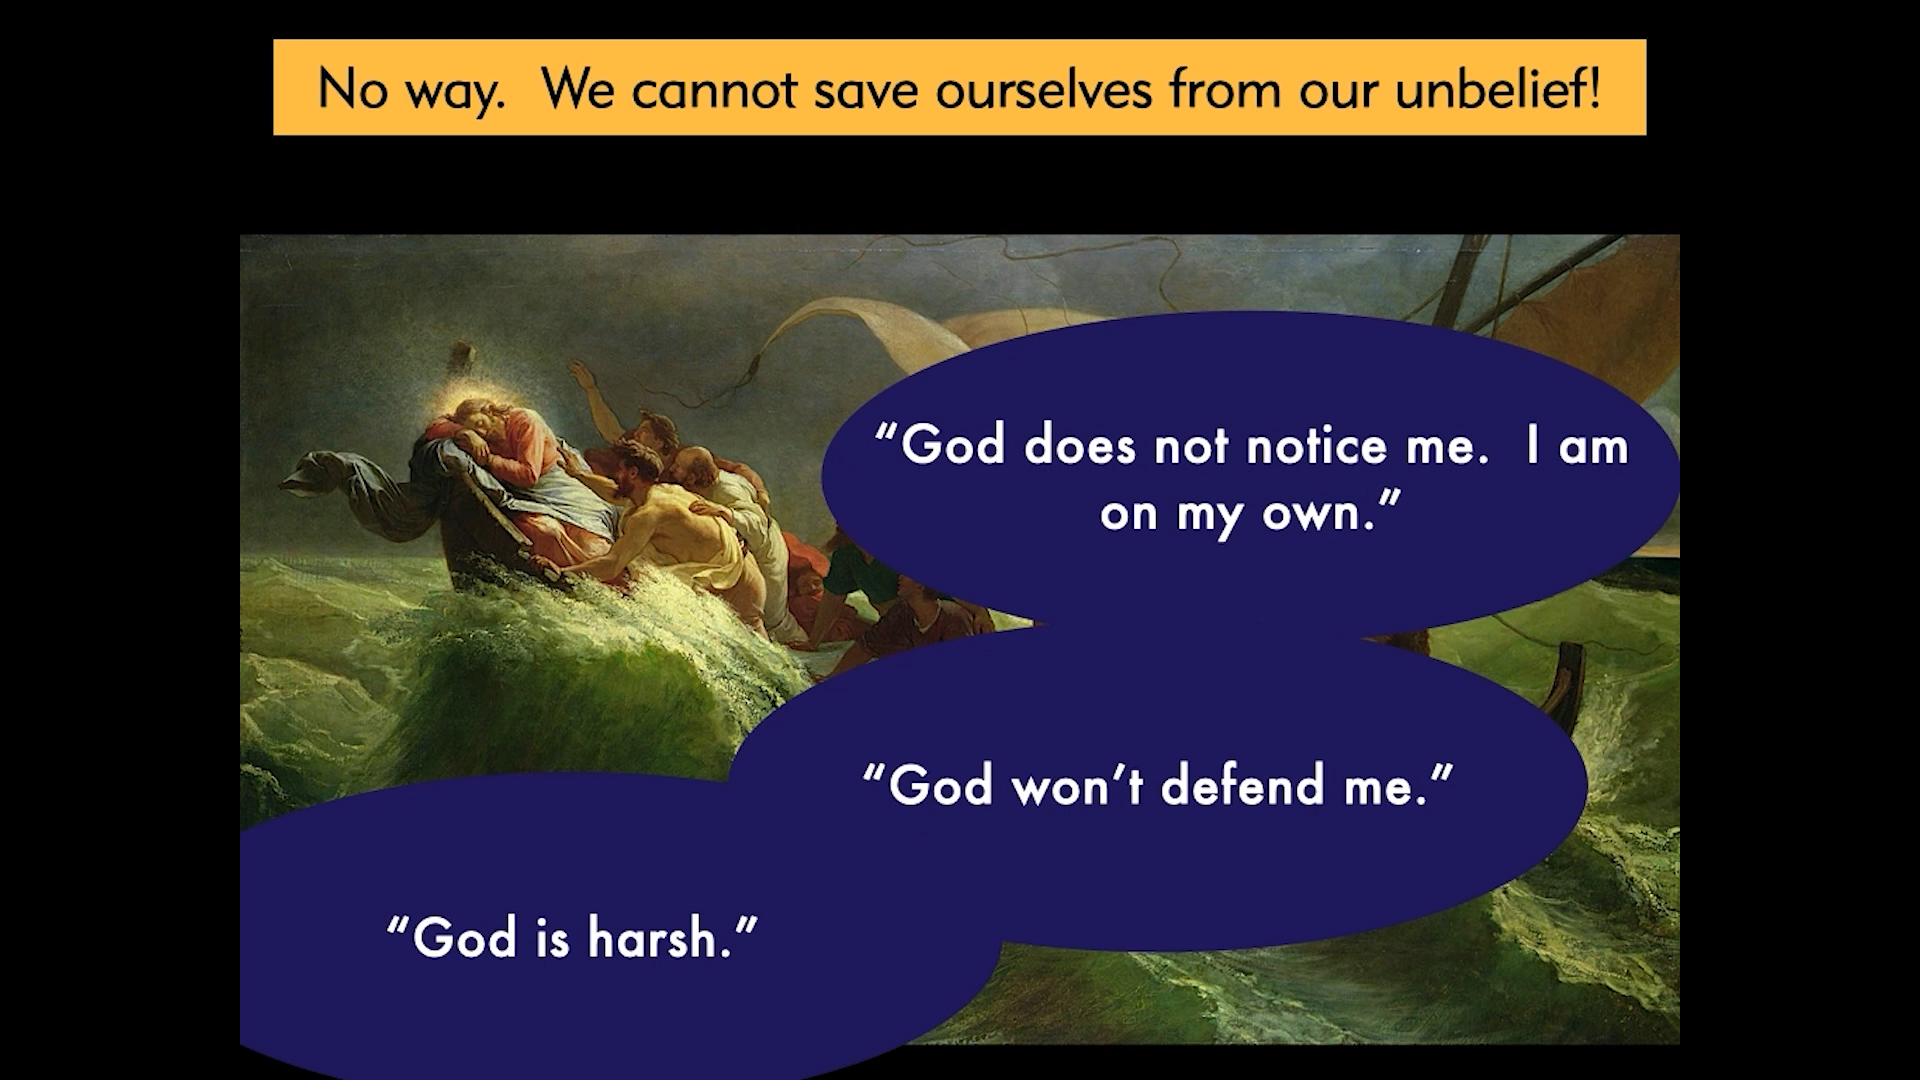 No way.  We cannot save ourselves from our unbelief!
“God does not notice me.  I am
on my own.”
“God won’t defend me.”
“God is harsh.”